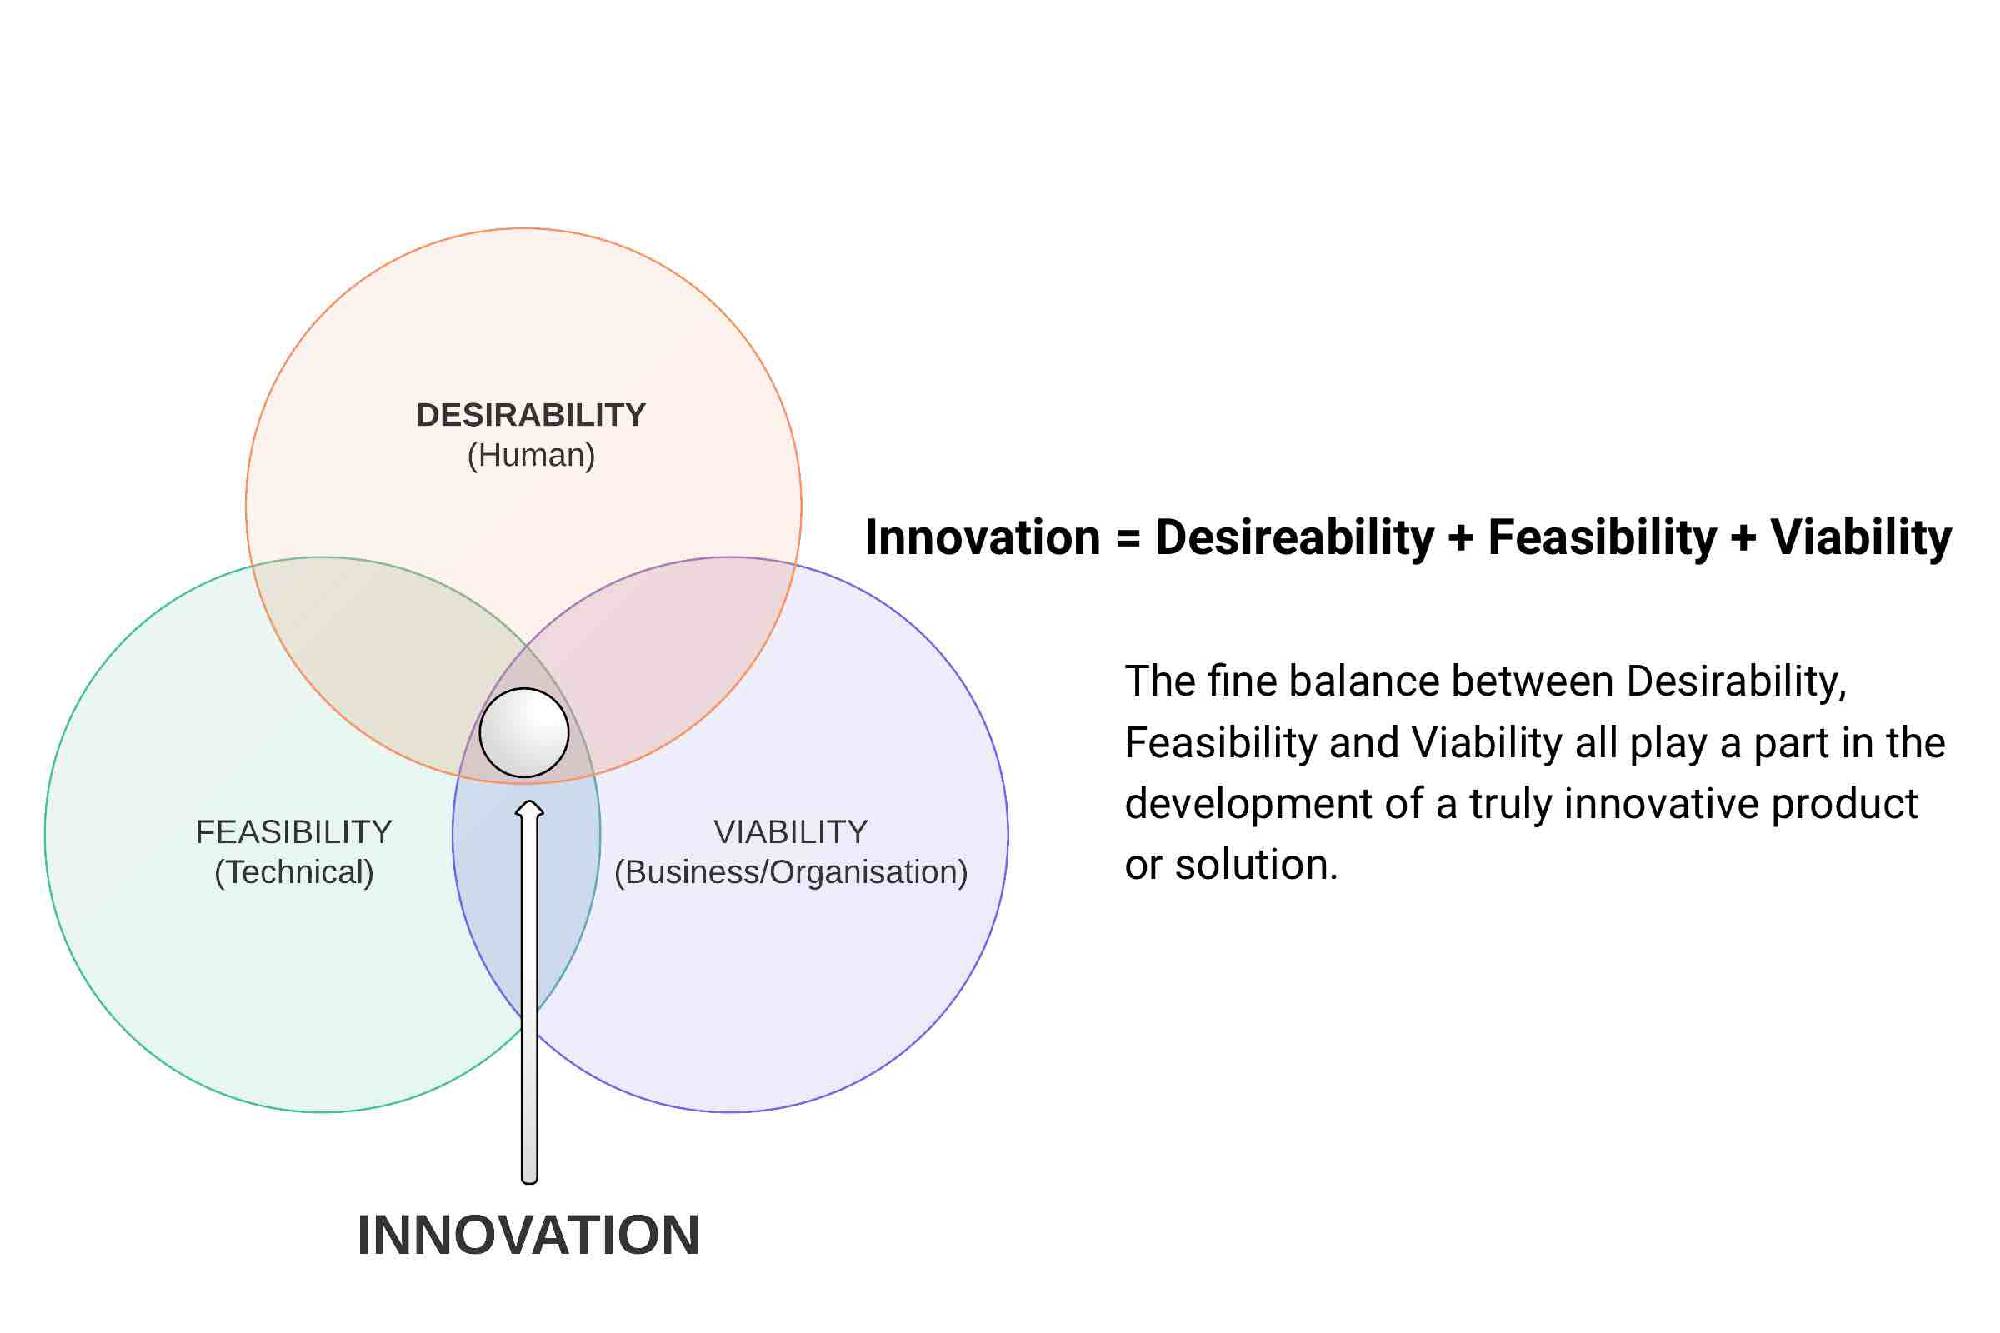 DESIRABILITY
(Human)
Innovation = Desireability + Feasibility + Viability
The fine balance between Desirability,
Feasibility and Viability all play a part in the
development of a truly innovative product
or solution.
FEASIBILITY
(Technical)
VIABILITY
(Business/Organisation)
INNOVATION